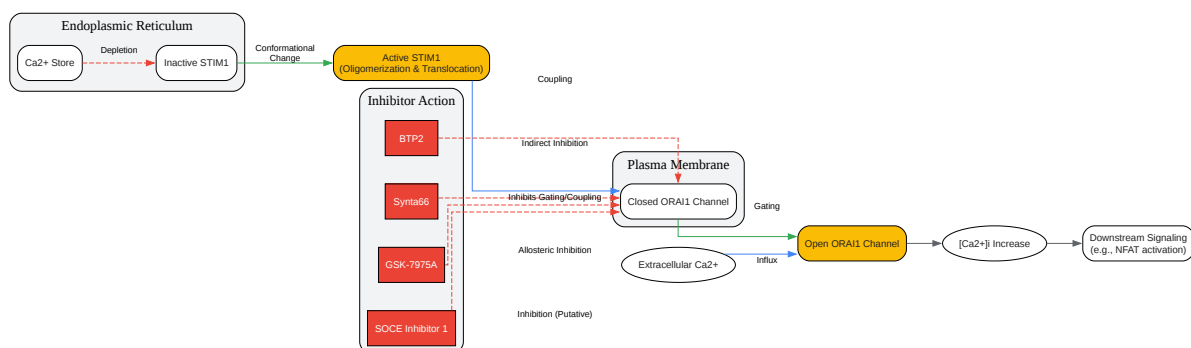 Endoplasmic Reticulum
Ca2+ Store
Depletion
Inactive STIM1
Conformational
Change
Active STIM1
(Oligomerization & Translocation)
Coupling
Inhibitor Action
BTP2
Indirect Inhibition
Plasma Membrane
Synta66
Inhibits Gating/Coupling
Closed ORAI1 Channel
Gating
GSK-7975A
Allosteric Inhibition
Extracellular Ca2+
Influx
Open ORAI1 Channel
[Ca2+]i Increase
Downstream Signaling
(e.g., NFAT activation)
SOCE Inhibitor 1
Inhibition (Putative)